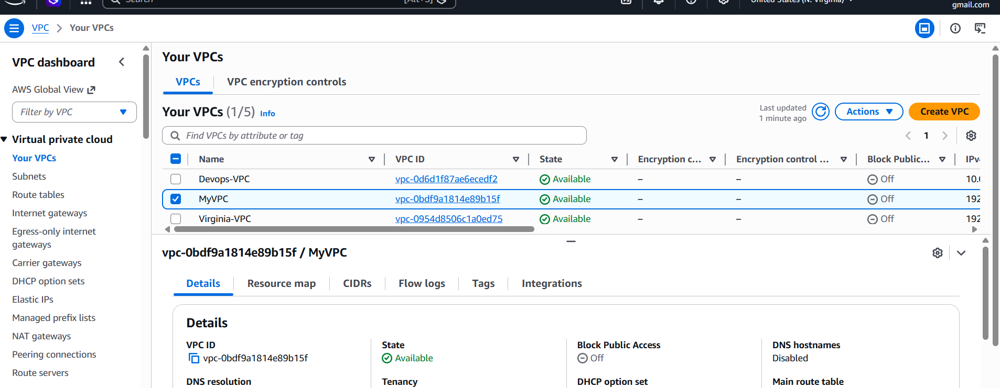 Search
[Alt+S]
United States (N. Virginia)
gmail.com
VPC
Your VPCs
VPC dashboard
AWS Global View
Filter by VPC
Virtual private cloud
Your VPCs
Subnets
Route tables
Internet gateways
Egress-only internet
gateways
Carrier gateways
DHCP option sets
Elastic IPs
Managed prefix lists
NAT gateways
Peering connections
Route servers
Your VPCs
VPCs
VPC encryption controls
Your VPCs (1/5) Info
Last updated
1 minute ago
Actions
Create VPC
Find VPCs by attribute or tag
1
Name VPC ID State Encryption c... Encryption control ... Block Public... IPv
Devops-VPC vpc-0d6d1f87ae6ecedf2 Available – – Off 10.
MyVPC vpc-0bdf9a1814e89b15f Available – – Off 192
Virginia-VPC vpc-0954d8506c1a0ed75 Available – – Off 192
vpc-0bdf9a1814e89b15f / MyVPC
Details Resource map CIDRs Flow logs Tags Integrations
Details
VPC ID
vpc-0bdf9a1814e89b15f
State
Available
Block Public Access
Off
DNS hostnames
Disabled
DNS resolution
Tenancy
DHCP option set
Main route table